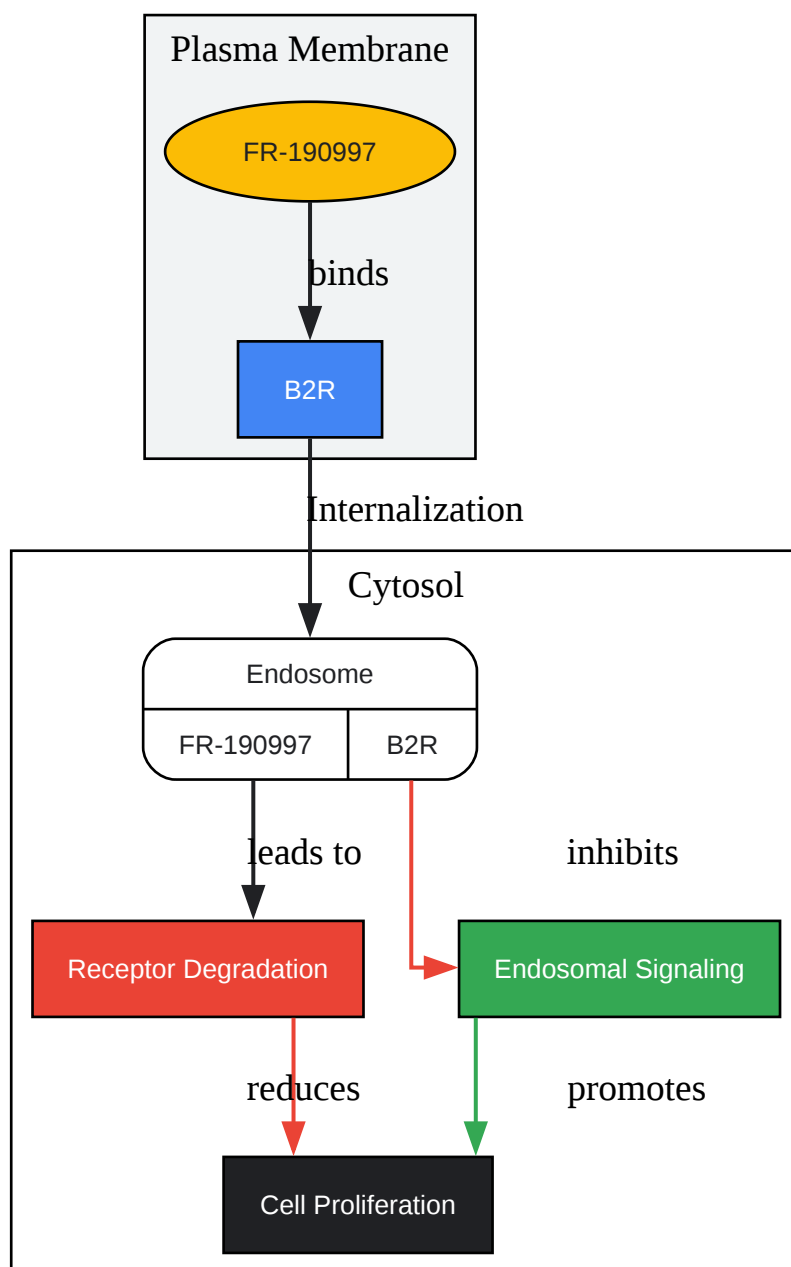 Plasma Membrane
FR-190997
binds
B2R
Internalization
Cytosol
Endosome
FR-190997
B2R
leads to
inhibits
Receptor Degradation
Endosomal Signaling
reduces
promotes
Cell Proliferation